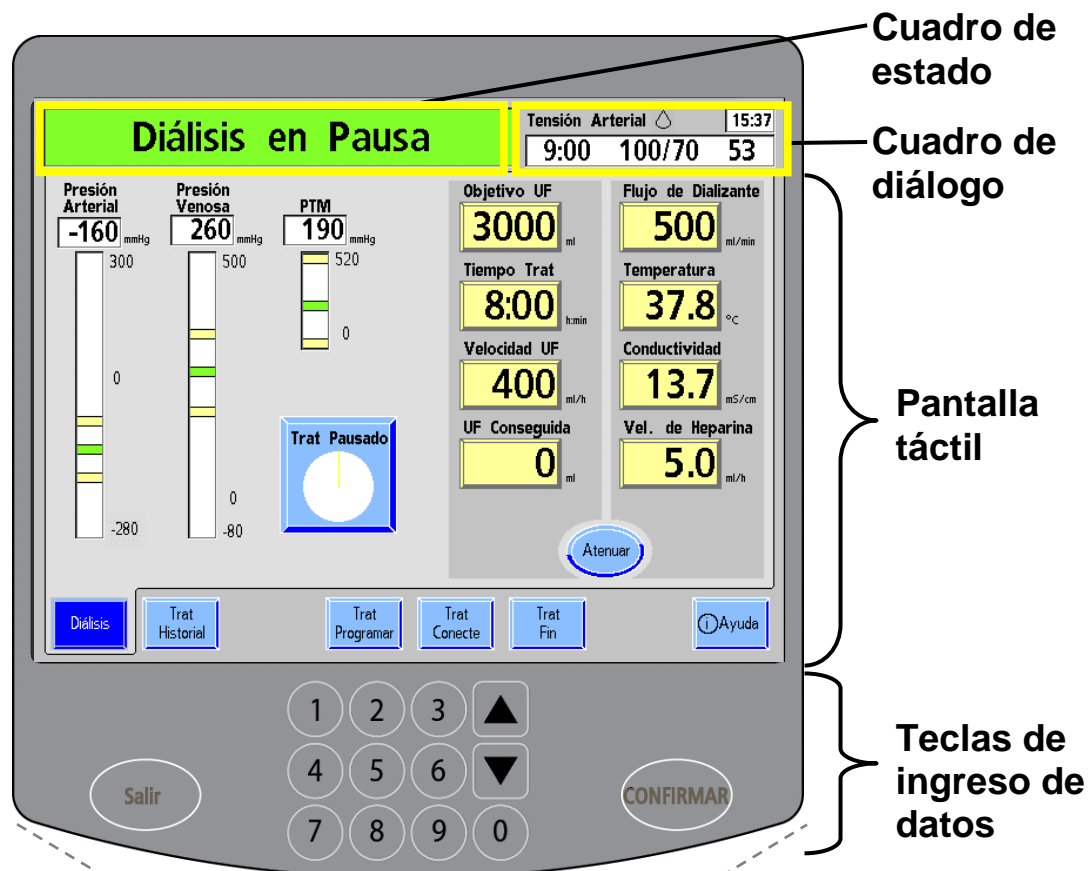 Cuadro de
estado
Diálisis en Pausa
Tensión Arterial 15:37
9:00 100/70 53
Cuadro de
diálogo
Presión
Arterial
-160 mmHg
300
0
-280
Presión
Venosa
260 mmHg
500
0
-80
PTM
190 mmHg
520
0
Trat Pausado
Objetivo UF
3000 ml
Tiempo Trat
8:00 h:min
Velocidad UF
400 ml/h
UF Conseguida
0 ml
Flujo de Dializante
500 ml/min
Temperatura
37.8 °C
Conductividad
13.7 mS/cm
Vel. de Heparina
5.0 ml/h
Atenuar
Pantalla
táctil
Diálisis
Trat
Historial
Trat
Programar
Trat
Conecte
Trat
Fin
i Ayuda
1 2 3 ▲
4 5 6 ▼
7 8 9 0
Salir
CONFIRMAR
Teclas de
ingreso de
datos